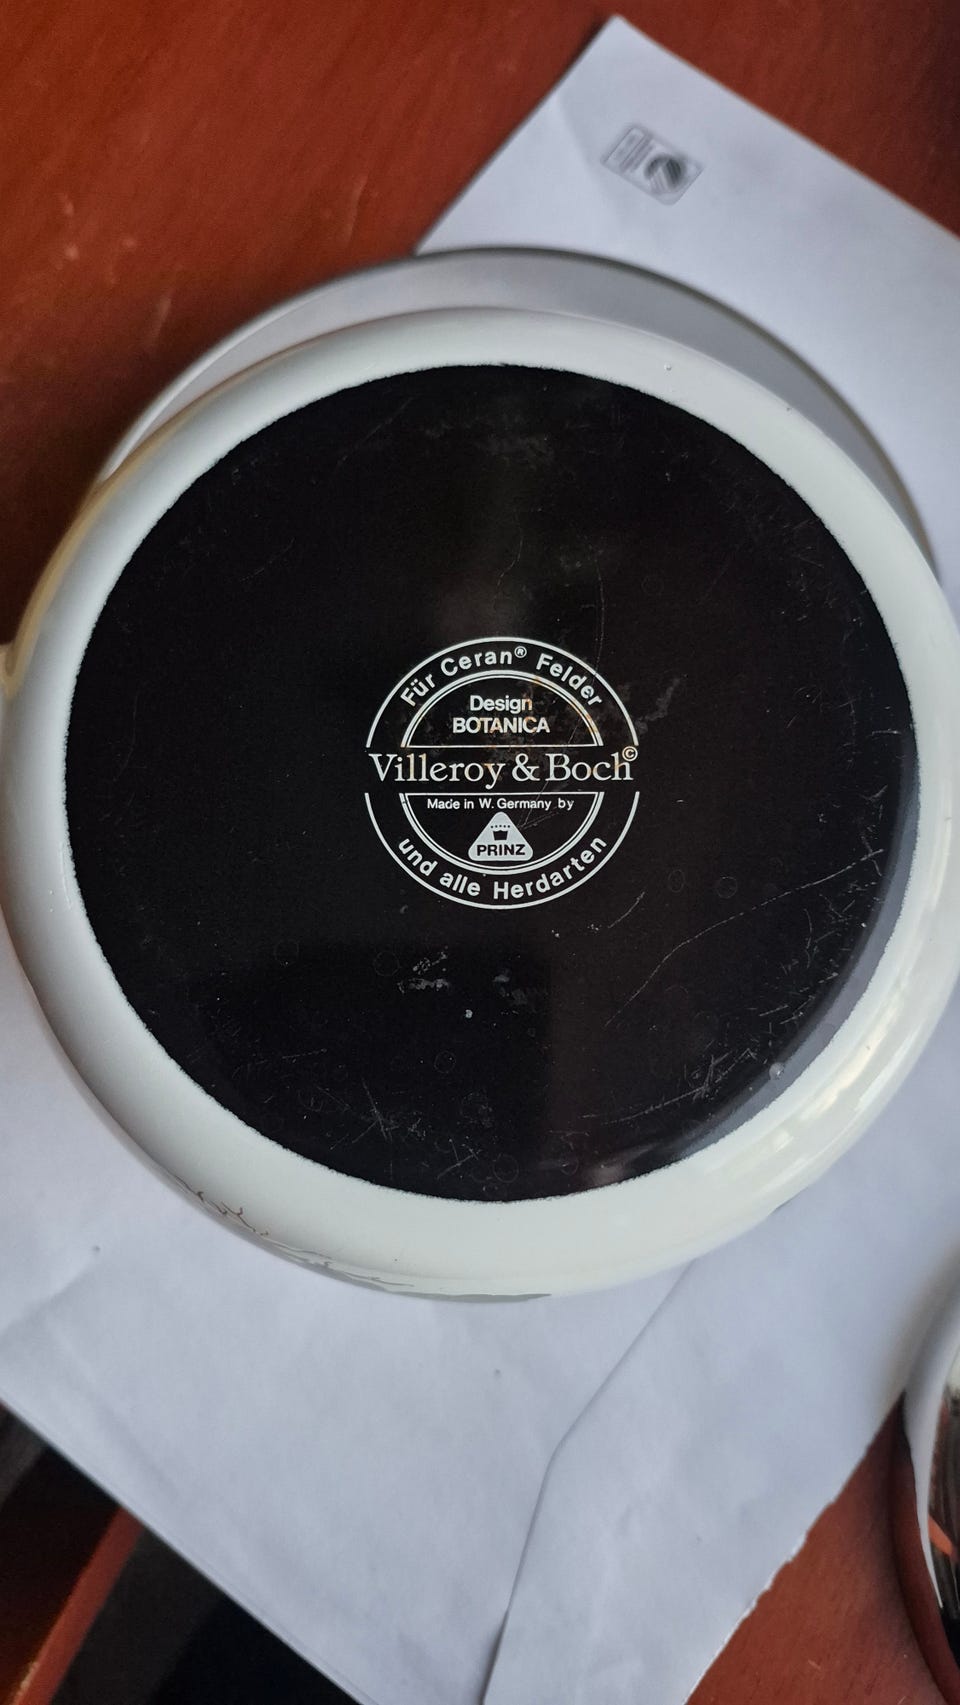 Für Ceran® Felder
Design
BOTANICA
Villeroy & Boch©
Made in W. Germany by
PRINZ
und alle Herdarten